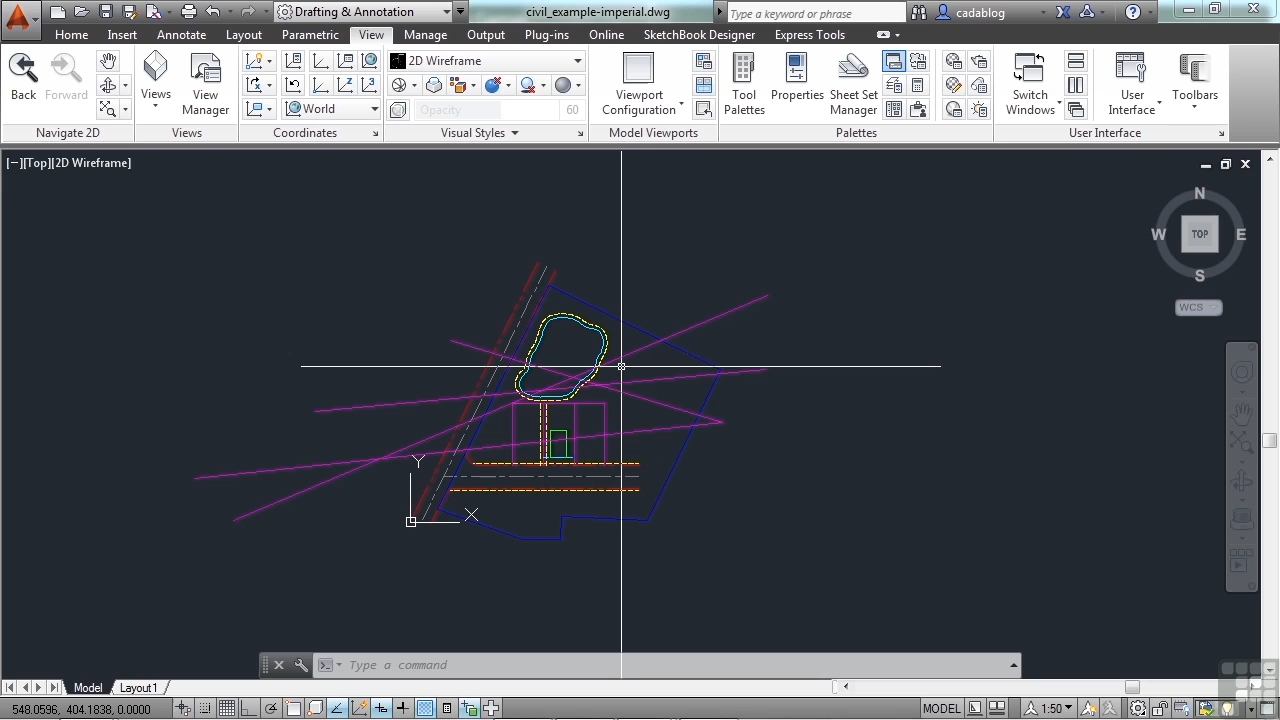 Drafting & Annotation
civil_example-imperial.dwg
Type a keyword or phrase
cadablog
Home Insert Annotate Layout Parametric View Manage Output Plug-ins Online SketchBook Designer Express Tools
Back
Forward
Views
View Manager
World
2D Wireframe
Opacity 60
Viewport Configuration
Tool Palettes
Properties
Sheet Set Manager
Switch Windows
User Interface
Toolbars
Navigate 2D
Views
Coordinates
Visual Styles
Model Viewports
Palettes
User Interface
[−][Top][2D Wireframe]
N
W
TOP
E
S
WCS
Y
X
Type a command
Model Layout1
548.0596, 404.1838, 0.0000
MODEL
1:50